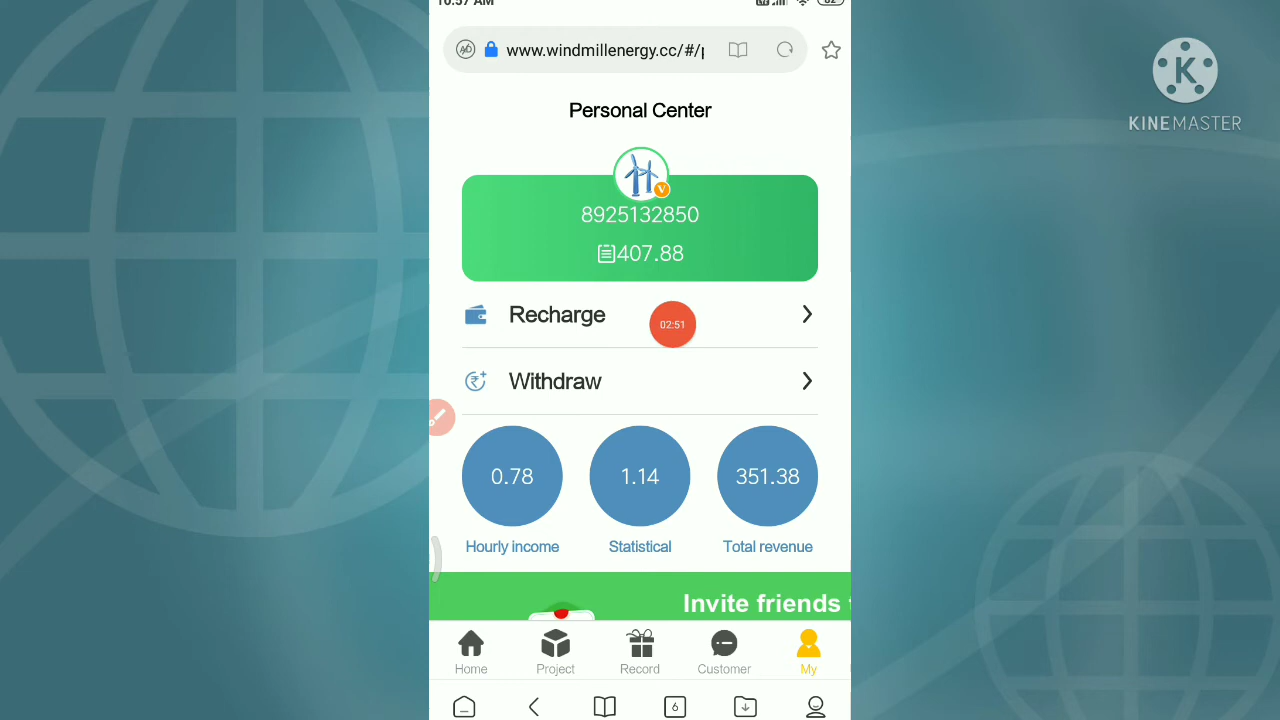 10:57 AM
KINEMASTER
www.windmillenergy.cc/#/
Personal Center
V
8925132850
407.88
Recharge
02:51
Withdraw
0.78
1.14
351.38
Hourly income
Statistical
Total revenue
Invite friends
Home
Project
Record
Customer
My
6